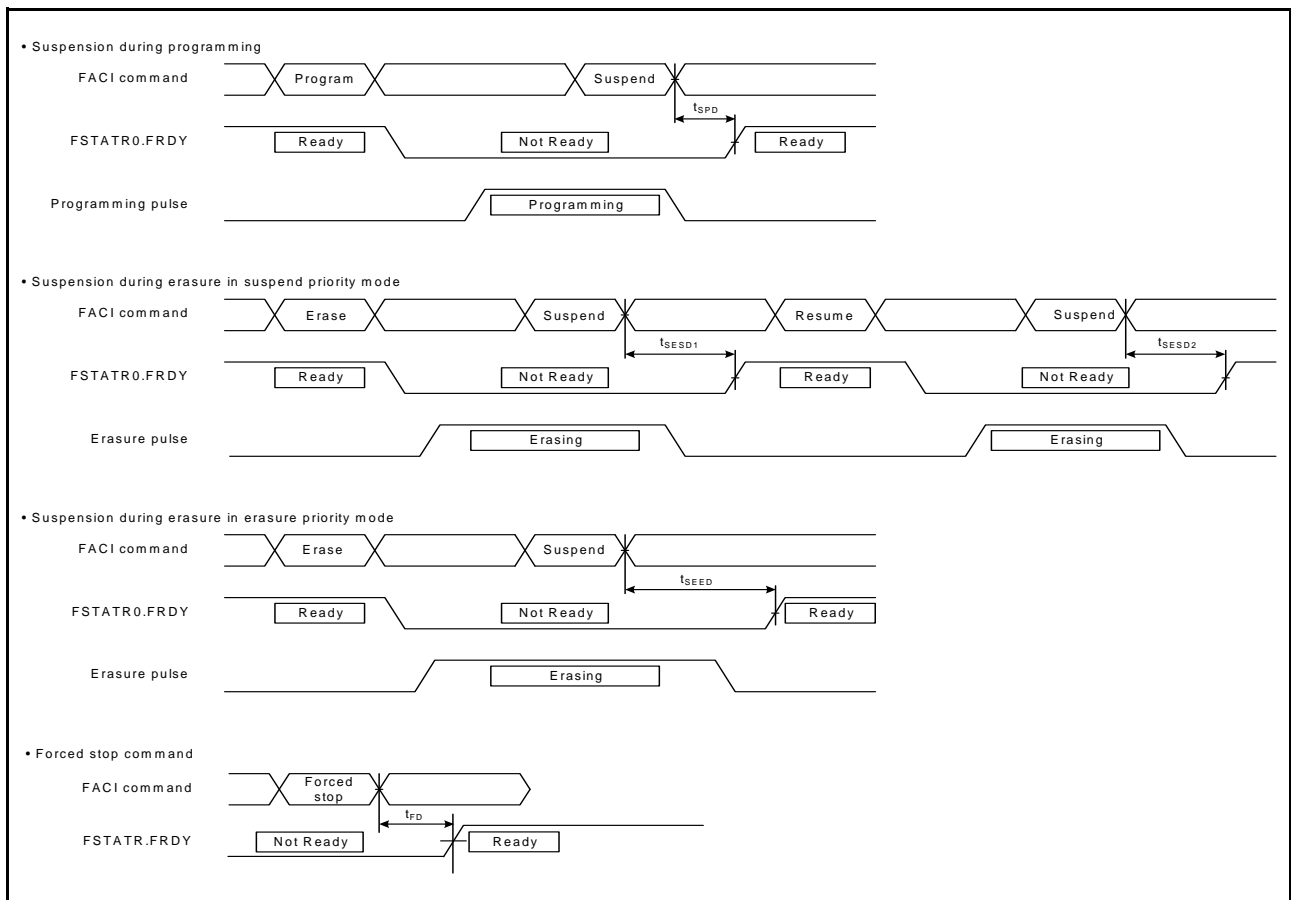 • Suspension during programming
FACI command Program Suspend
tSPD
FSTATR0.FRDY Ready Not Ready Ready
Programming pulse Programming
• Suspension during erasure in suspend priority mode
FACI command Erase Suspend Resume Suspend
tSESD1 tSESD2
FSTATR0.FRDY Ready Not Ready Ready Not Ready
Erasure pulse Erasing Erasing
• Suspension during erasure in erasure priority mode
FACI command Erase Suspend
tSEED
FSTATR0.FRDY Ready Not Ready Ready
Erasure pulse Erasing
• Forced stop command
FACI command Forced stop
tFD
FSTATR.FRDY Not Ready Ready